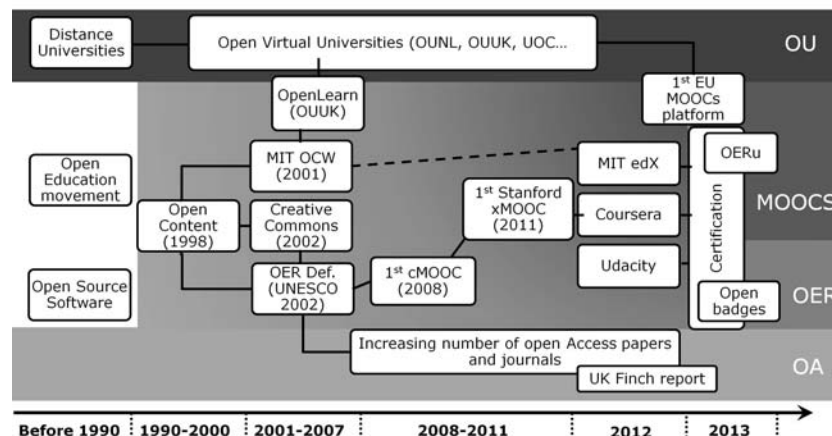 Distance
Universities
Open Virtual Universities (OUNL, OUUK, UOC…
OU
OpenLearn
(OUUK)
1st EU
MOOCs
platform
Open
Education
movement
MIT OCW
(2001)
MIT edX
OERu
MOOCS
Open
Content
(1998)
Creative
Commons
(2002)
1st Stanford
xMOOC
(2011)
Coursera
Certification
Open Source
Software
OER Def.
(UNESCO
2002)
1st cMOOC
(2008)
Udacity
Open
badges
OER
Increasing number of open Access papers
and journals
UK Finch report
OA
Before 1990
1990-2000
2001-2007
2008-2011
2012
2013